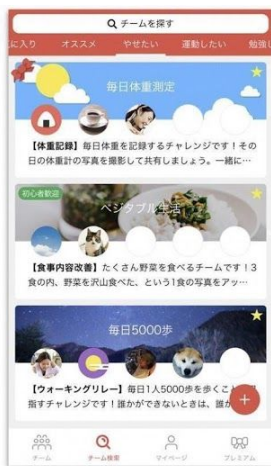 チームを探す
に入り オススメ やせたい 運動したい 勉強し
毎日体重測定
【体重記録】毎日体重を記録するチャレンジです！その
日の体重計の写真を撮影して共有しましょう。一緒に…
初心者歓迎
ベジタブル生活
【食事内容改善】たくさん野菜を食べるチームです！3
食の内、野菜を沢山食べた、という1食の写真をアッ…
毎日5000歩
【ウォーキングリレー】毎日1人5000歩を歩くこと
指すチャレンジです！誰かができないときは、誰か
チーム チーム検索 マイページ プレミアム